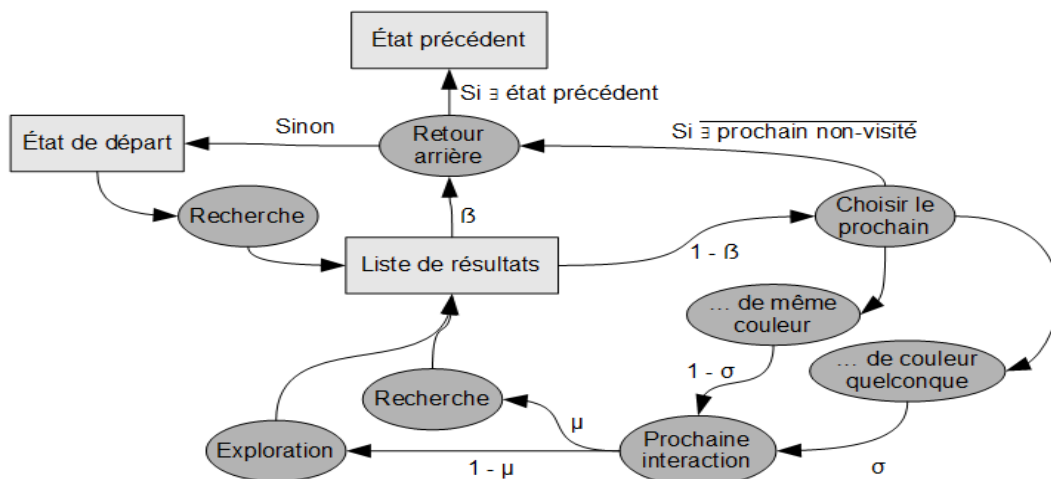 État précédent
Si ∃ état précédent
Sinon
Si ∃ prochain non-visité
État de départ
Retour
arrière
Recherche
ß
Choisir le
prochain
Liste de résultats
1 - ß
... de même
couleur
... de couleur
quelconque
1 - σ
Recherche
μ
Exploration
Prochaine
interaction
1 - μ
σ